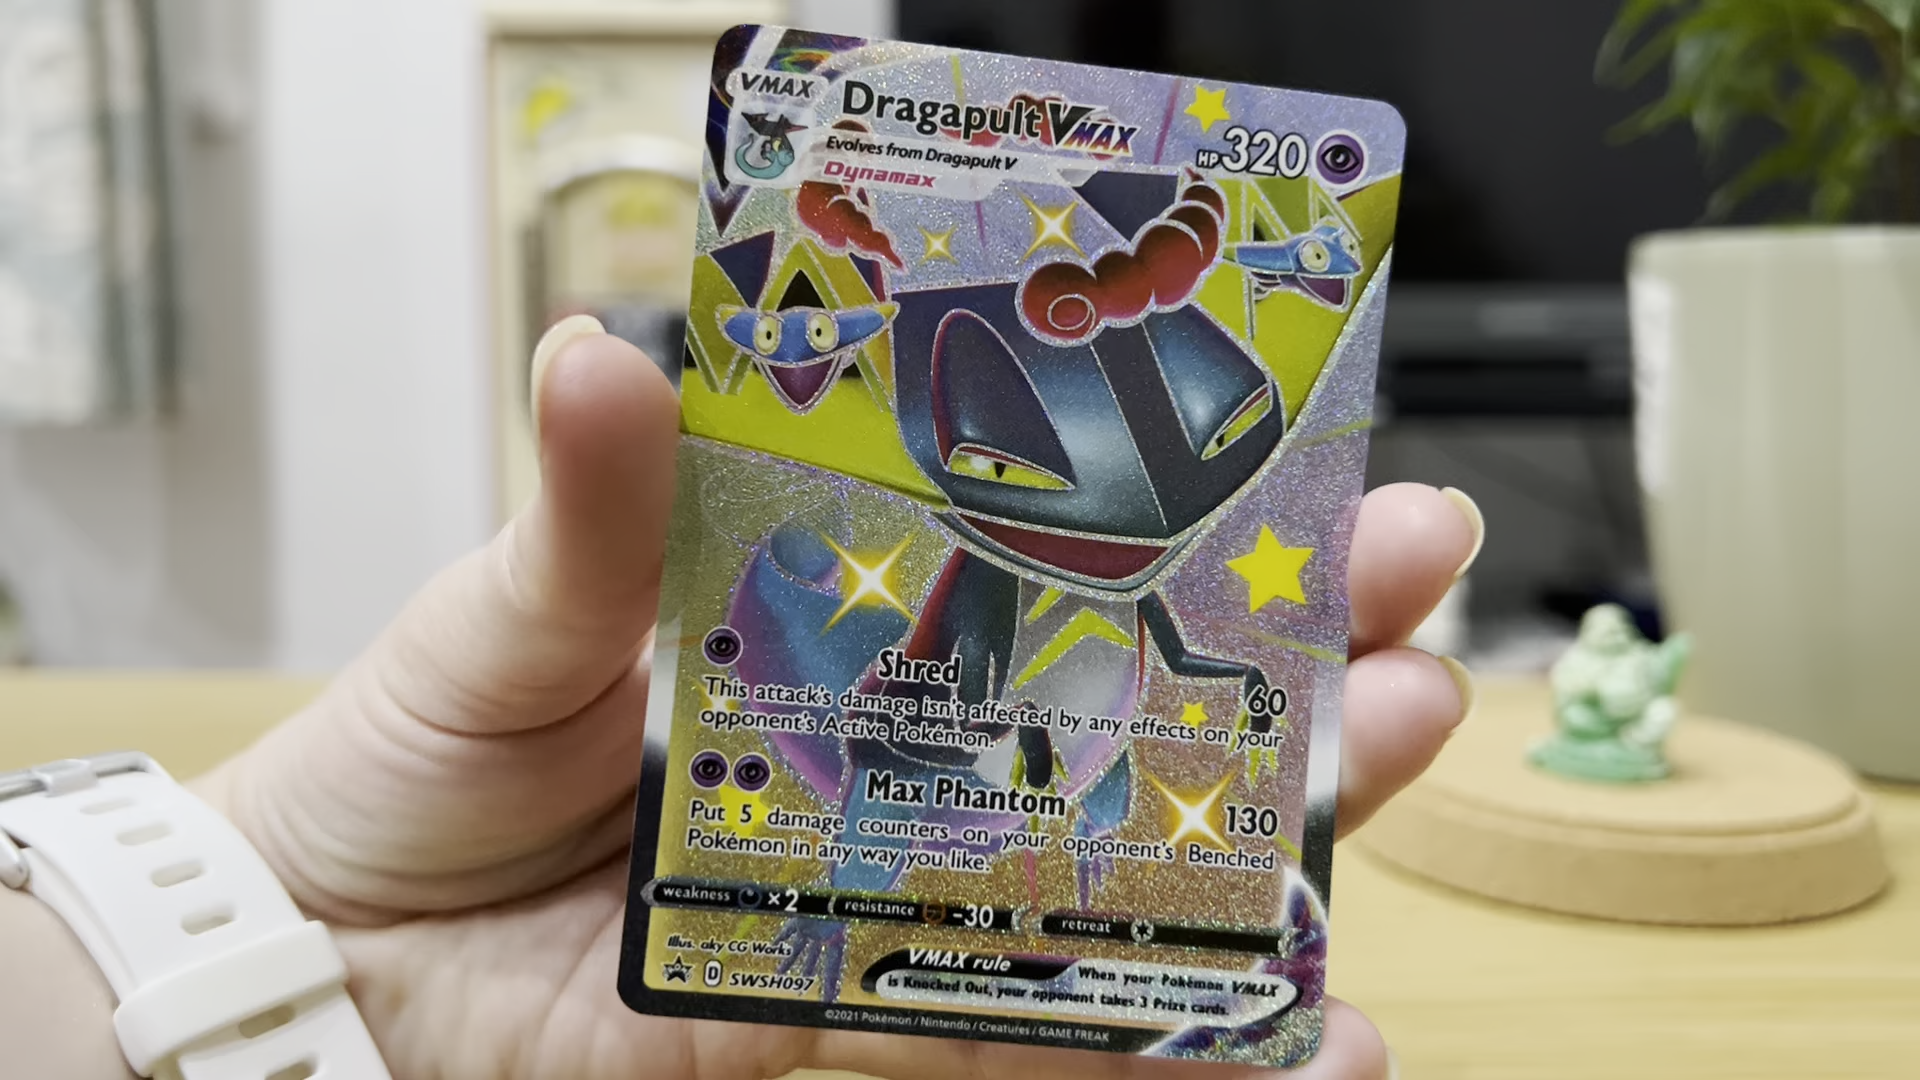 VMAX
Dragapult VMAX
HP 320
Evolves from Dragapult V
Dynamax
Shred
60
This attack's damage isn't affected by any effects on your
opponent's Active Pokémon.
Max Phantom
130
Put 5 damage counters on your opponent's Benched
Pokémon in any way you like.
weakness ×2 resistance -30 retreat
Illus. aky CG Works
D SWSH097
VMAX rule
When your Pokémon VMAX
is Knocked Out, your opponent takes 3 Prize cards.
©2021 Pokémon / Nintendo / Creatures / GAME FREAK